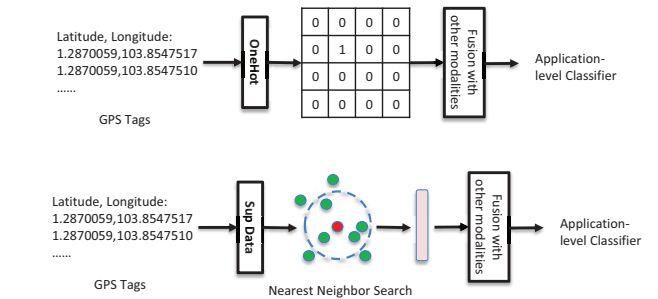 Latitude, Longitude:
1.2870059,103.8547517
1.2870059,103.8547510
......
GPS Tags
OneHot
0 0 0 0
0 1 0 0
0 0 0 0
0 0 0 0
Fusion with
other modalities
Application-
level Classifier
Latitude, Longitude:
1.2870059,103.8547517
1.2870059,103.8547510
......
GPS Tags
Sup Data
Nearest Neighbor Search
Fusion with
other modalities
Application-
level Classifier